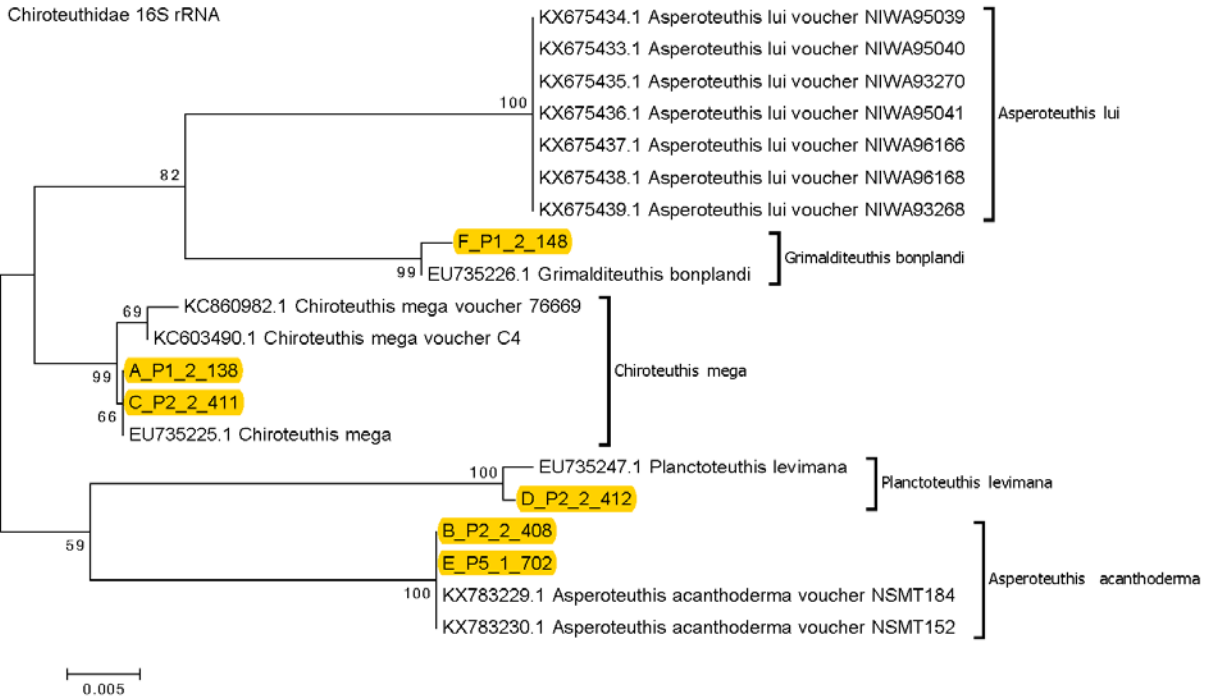 Chiroteuthidae 16S rRNA
KX675434.1 Asperoteuthis lui voucher NIWA95039
KX675433.1 Asperoteuthis lui voucher NIWA95040
KX675435.1 Asperoteuthis lui voucher NIWA93270
100
KX675436.1 Asperoteuthis lui voucher NIWA95041
Asperoteuthis lui
KX675437.1 Asperoteuthis lui voucher NIWA96166
82
KX675438.1 Asperoteuthis lui voucher NIWA96168
KX675439.1 Asperoteuthis lui voucher NIWA93268
F_P1_2_148
Grimalditeuthis bonplandi
99
EU735226.1 Grimalditeuthis bonplandi
69
KC860982.1 Chiroteuthis mega voucher 76669
KC603490.1 Chiroteuthis mega voucher C4
99
A_P1_2_138
Chiroteuthis mega
66
C_P2_2_411
EU735225.1 Chiroteuthis mega
100
EU735247.1 Planctoteuthis levimana
Planctoteuthis levimana
D_P2_2_412
59
B_P2_2_408
E_P5_1_702
Asperoteuthis acanthoderma
100
KX783229.1 Asperoteuthis acanthoderma voucher NSMT184
KX783230.1 Asperoteuthis acanthoderma voucher NSMT152
0.005